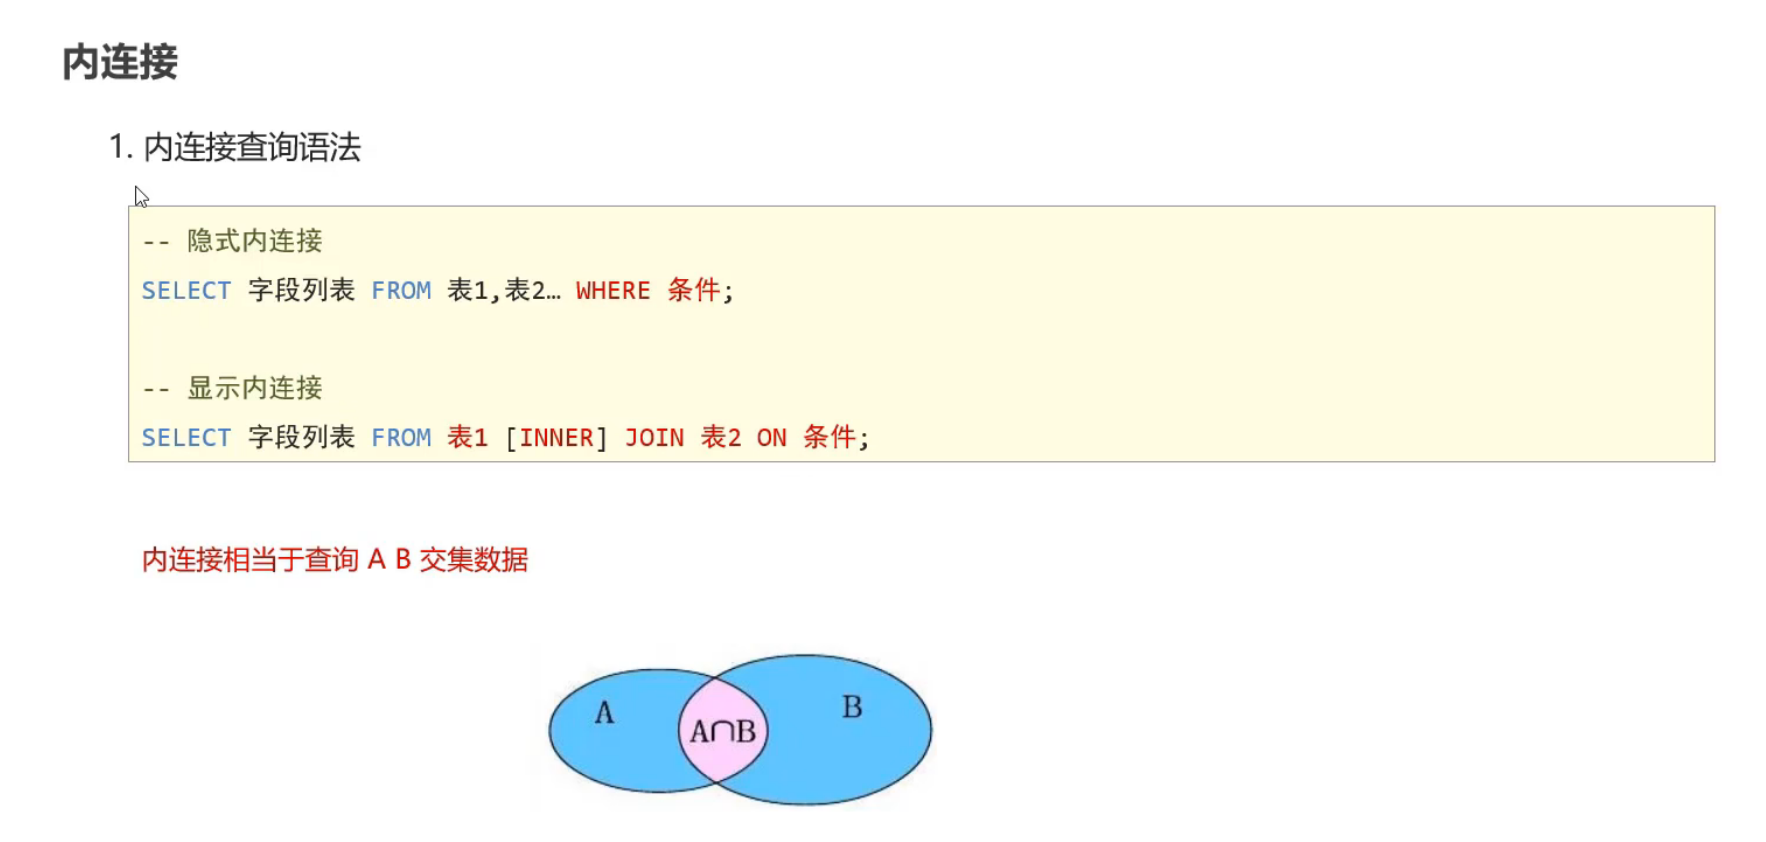 内连接
1. 内连接查询语法
-- 隐式内连接
SELECT 字段列表 FROM 表1,表2… WHERE 条件;
-- 显示内连接
SELECT 字段列表 FROM 表1 [INNER] JOIN 表2 ON 条件;
内连接相当于查询 A B 交集数据
A
A∩B
B